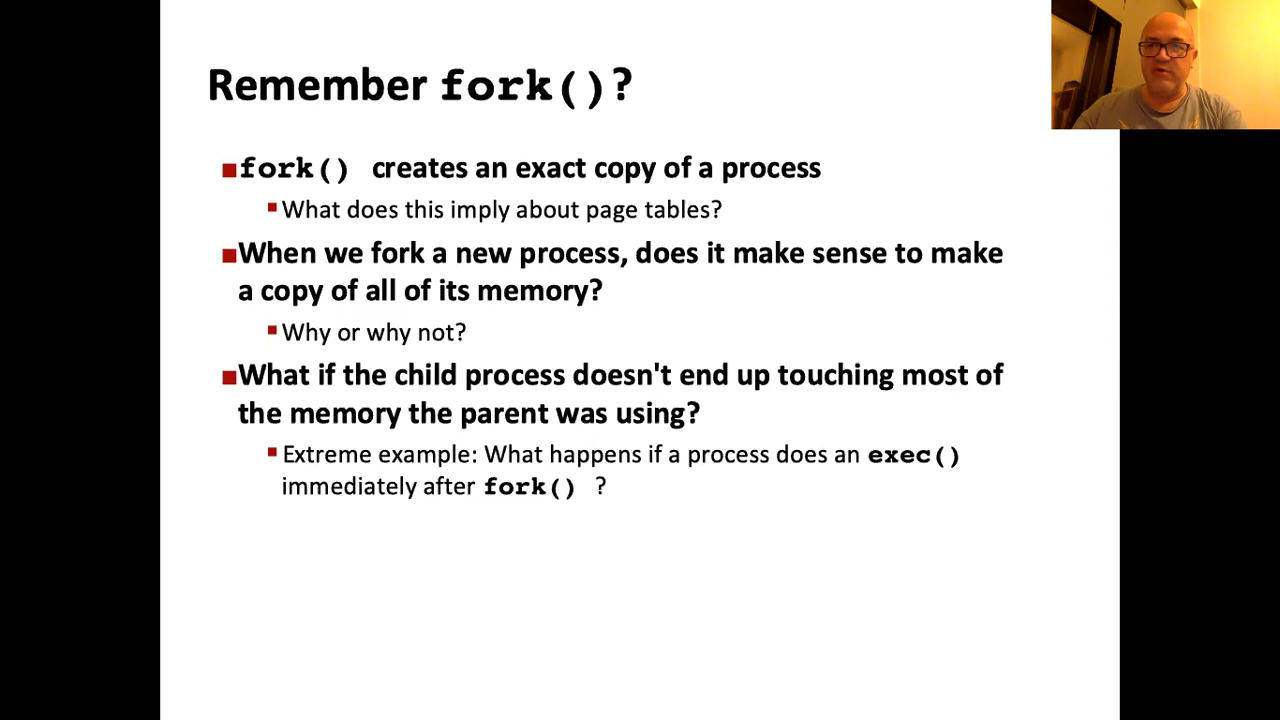 Remember fork()?
fork() creates an exact copy of a process
What does this imply about page tables?
When we fork a new process, does it make sense to make
a copy of all of its memory?
Why or why not?
What if the child process doesn't end up touching most of
the memory the parent was using?
Extreme example: What happens if a process does an exec()
immediately after fork() ?